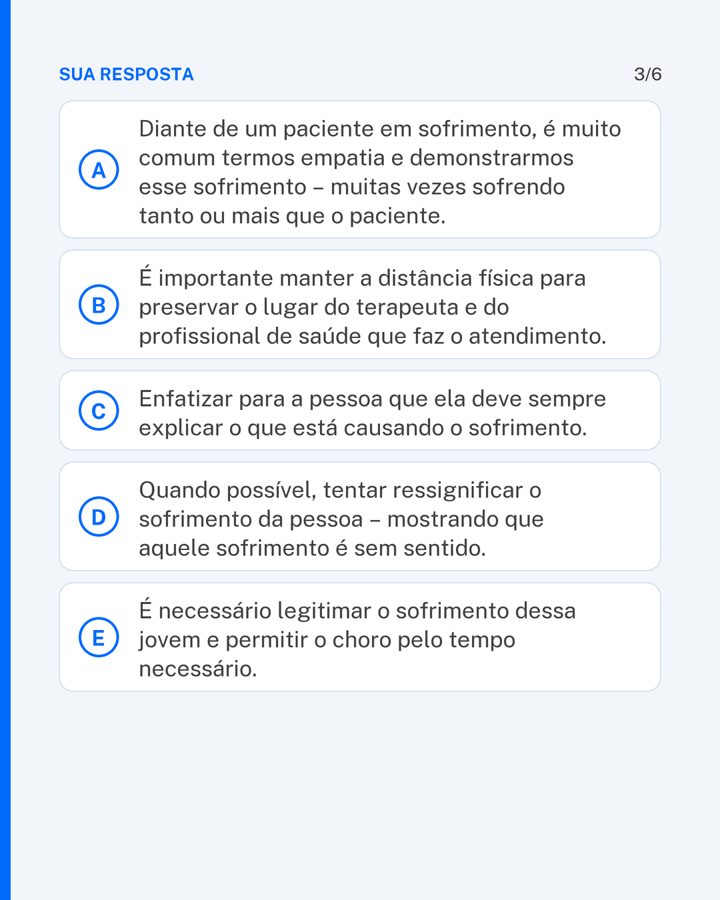 SUA RESPOSTA
3/6
A
Diante de um paciente em sofrimento, é muito
comum termos empatia e demonstrarmos
esse sofrimento – muitas vezes sofrendo
tanto ou mais que o paciente.
B
É importante manter a distância física para
preservar o lugar do terapeuta e do
profissional de saúde que faz o atendimento.
C
Enfatizar para a pessoa que ela deve sempre
explicar o que está causando o sofrimento.
D
Quando possível, tentar ressignificar o
sofrimento da pessoa – mostrando que
aquele sofrimento é sem sentido.
E
É necessário legitimar o sofrimento dessa
jovem e permitir o choro pelo tempo
necessário.